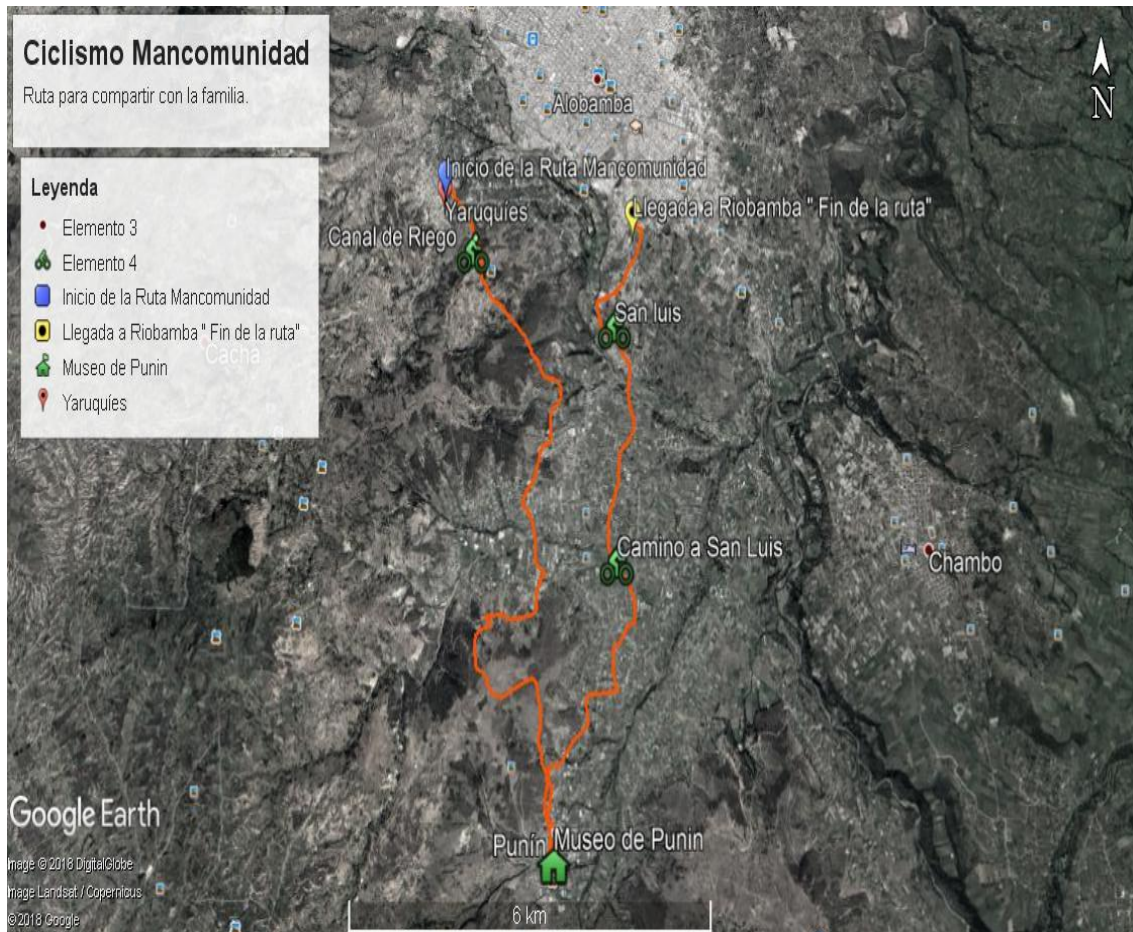 Ciclismo Mancomunidad
Ruta para compartir con la familia.
Leyenda
Elemento 3
Elemento 4
Inicio de la Ruta Mancomunidad
Llegada a Riobamba " Fin de la ruta"
Museo de Punin
Yaruquíes
N
Alobamba
Inicio de la Ruta Mancomunidad
Yaruquíes
Llegada a Riobamba " Fin de la ruta"
Canal de Riego
San luis
Cacha
Camino a San Luis
Chambo
Punín
Museo de Punin
Google Earth
Image © 2018 DigitalGlobe
Image Landsat / Copernicus
© 2018 Google
6 km